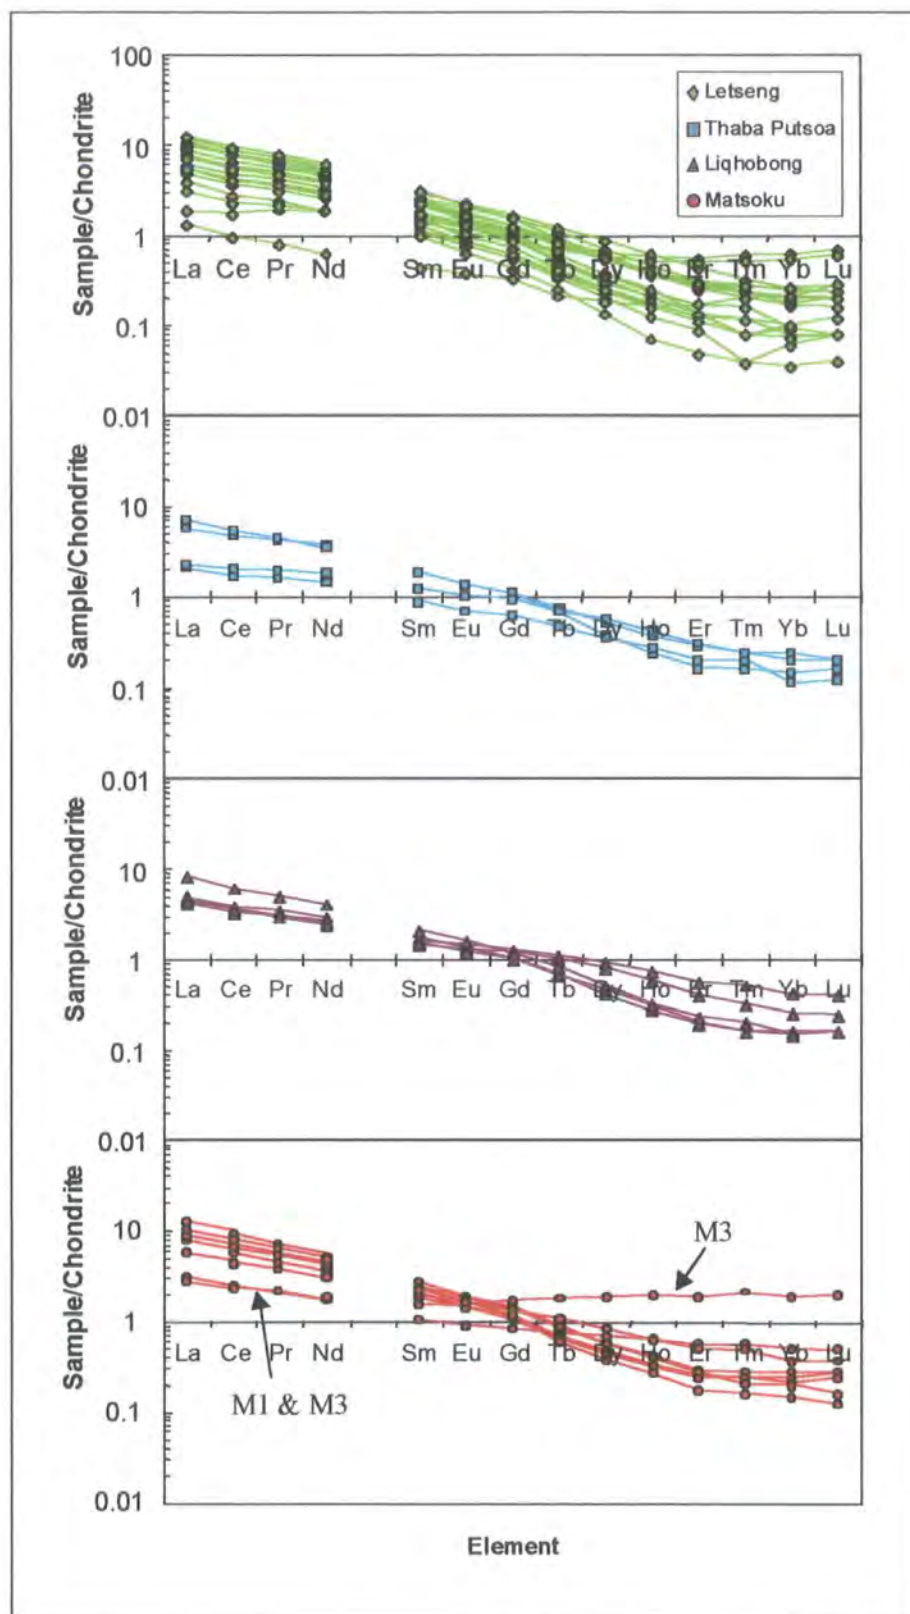 100
10
1
0.1
0.01
Sample/Chondrite
Letseng
Thaba Putsoa
Liqhobong
Matsoku
La Ce Pr Nd Sm Eu Gd Tb Dy Ho Er Tm Yb Lu
10
1
0.1
0.01
Sample/Chondrite
La Ce Pr Nd Sm Eu Gd Tb Dy Ho Er Tm Yb Lu
10
1
0.1
0.01
Sample/Chondrite
La Ce Pr Nd Sm Eu Gd Tb Dy Ho Er Tm Yb Lu
10
1
0.1
0.01
Sample/Chondrite
M3
La Ce Pr Nd Sm Eu Gd Tb Dy Ho Er Tm Yb Lu
M1 & M3
Element